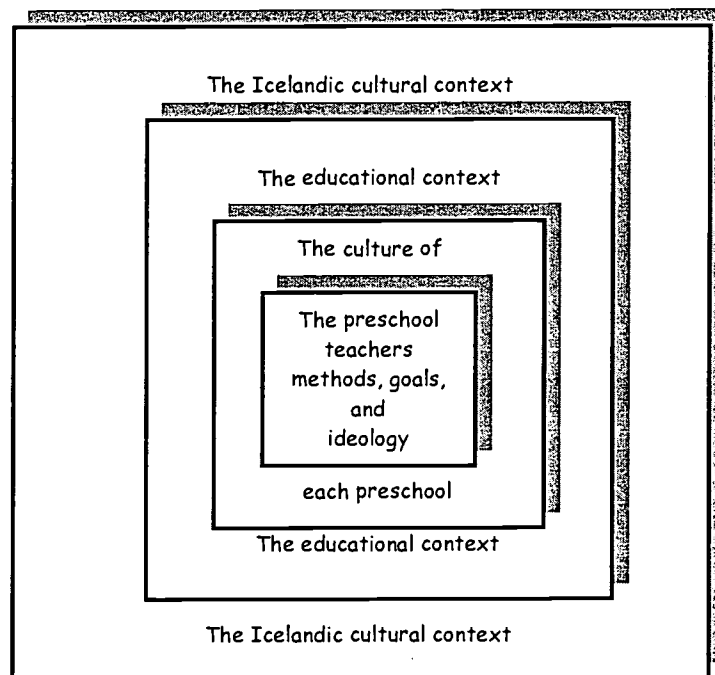 The Icelandic cultural context
The educational context
The culture of
The preschool
teachers
methods, goals,
and
ideology
each preschool
The educational context
The Icelandic cultural context